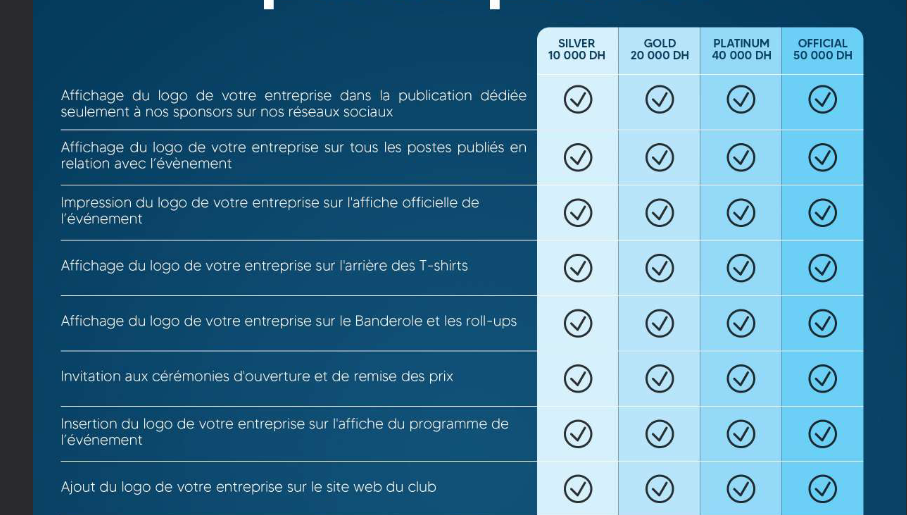 SILVER GOLD PLATINUM OFFICIAL
10 000 DH 20 000 DH 40 000 DH 50 000 DH
Affichage du logo de votre entreprise dans la publication dédiée
seulement à nos sponsors sur nos réseaux sociaux
Affichage du logo de votre entreprise sur tous les postes publiés en
relation avec l'évènement
Impression du logo de votre entreprise sur l'affiche officielle de
l'événement
Affichage du logo de votre entreprise sur l'arrière des T-shirts
Affichage du logo de votre entreprise sur le Banderole et les roll-ups
Invitation aux cérémonies d'ouverture et de remise des prix
Insertion du logo de votre entreprise sur l'affiche du programme de
l'événement
Ajout du logo de votre entreprise sur le site web du club